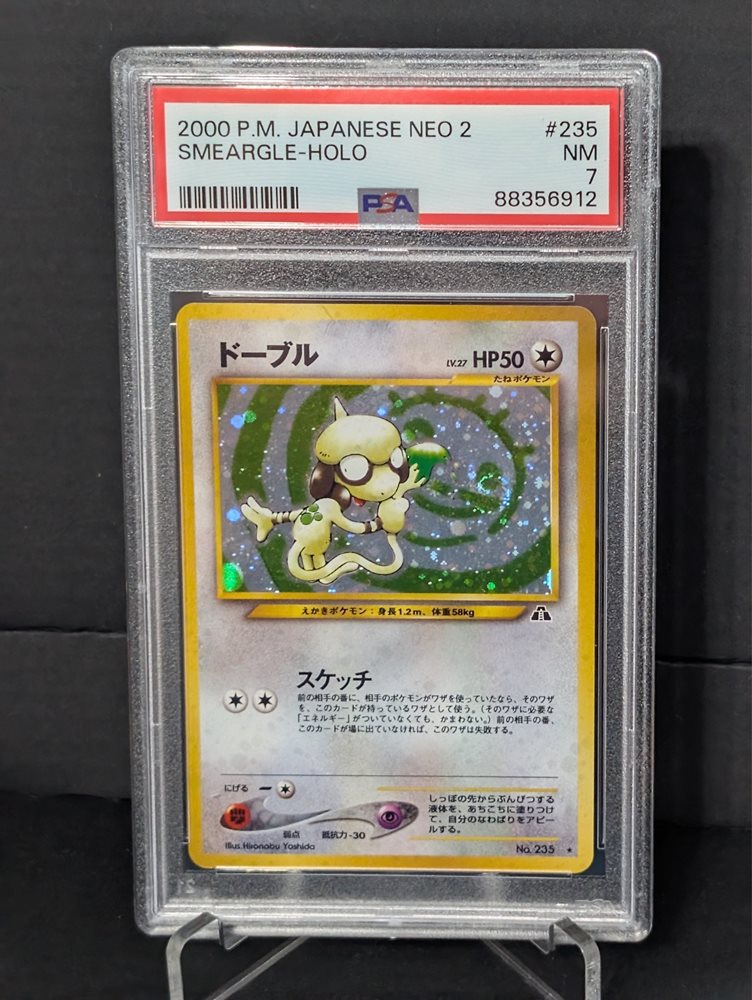 2000 P.M. JAPANESE NEO 2 #235
SMEARGLE-HOLO NM
7
PSA 88356912
ドーブル LV.27 HP50
たねポケモン
えかきポケモン：身長1.2m、体重58kg
スケッチ
前の相手の番に、相手のポケモンがワザを使っていたなら、そのワザ
を、このカードが持っているワザとして使う。（そのワザに必要な
「エネルギー」がついていなくても、かまわない。）前の相手の番、
このカードが場に出ていなければ、このワザは失敗する。
にげる
弱点 抵抗力-30
しっぽの先からぶんぴつする
液体を、あちこちに塗りつけ
て、自分のなわばりをアピー
ルする。
Illus.Hironobu Yoshida
No. 235